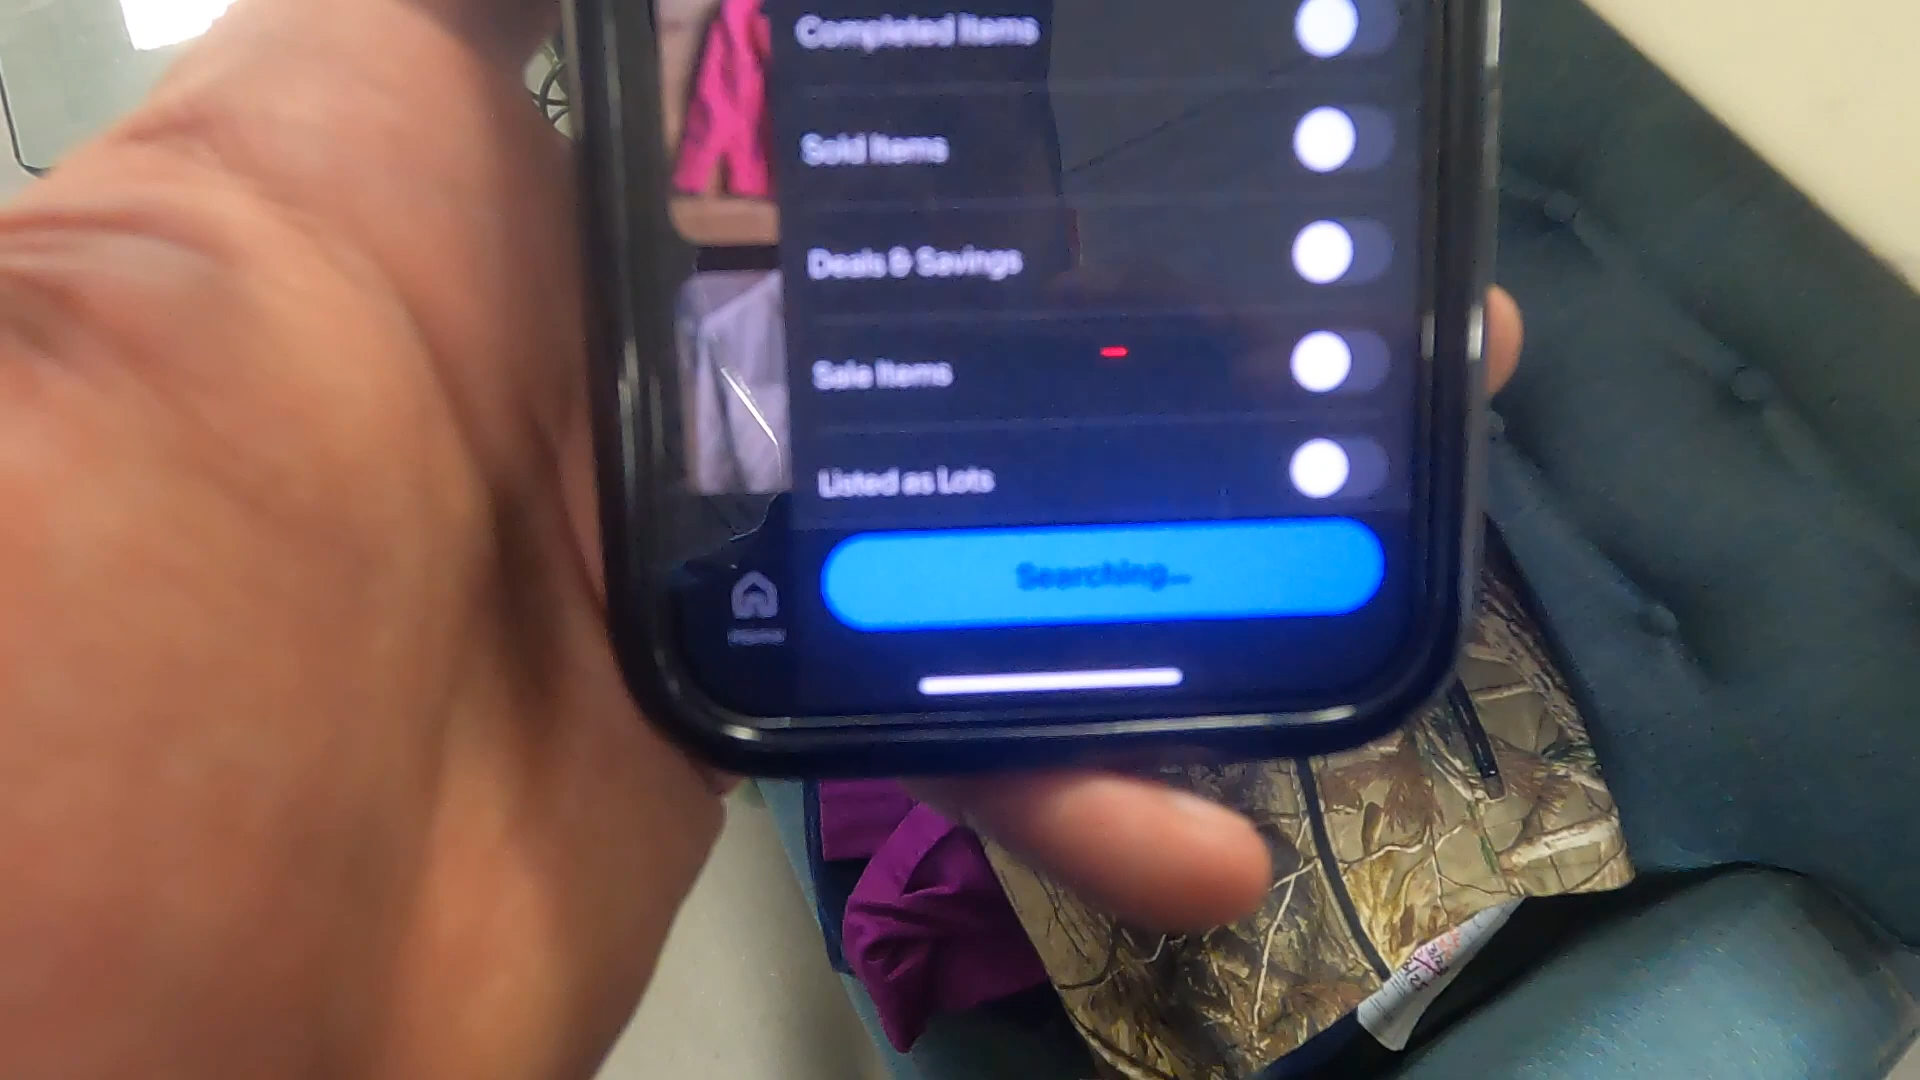 Completed Items
Sold Items
Deals & Savings
Sale Items
Listed as Lots
Searching...